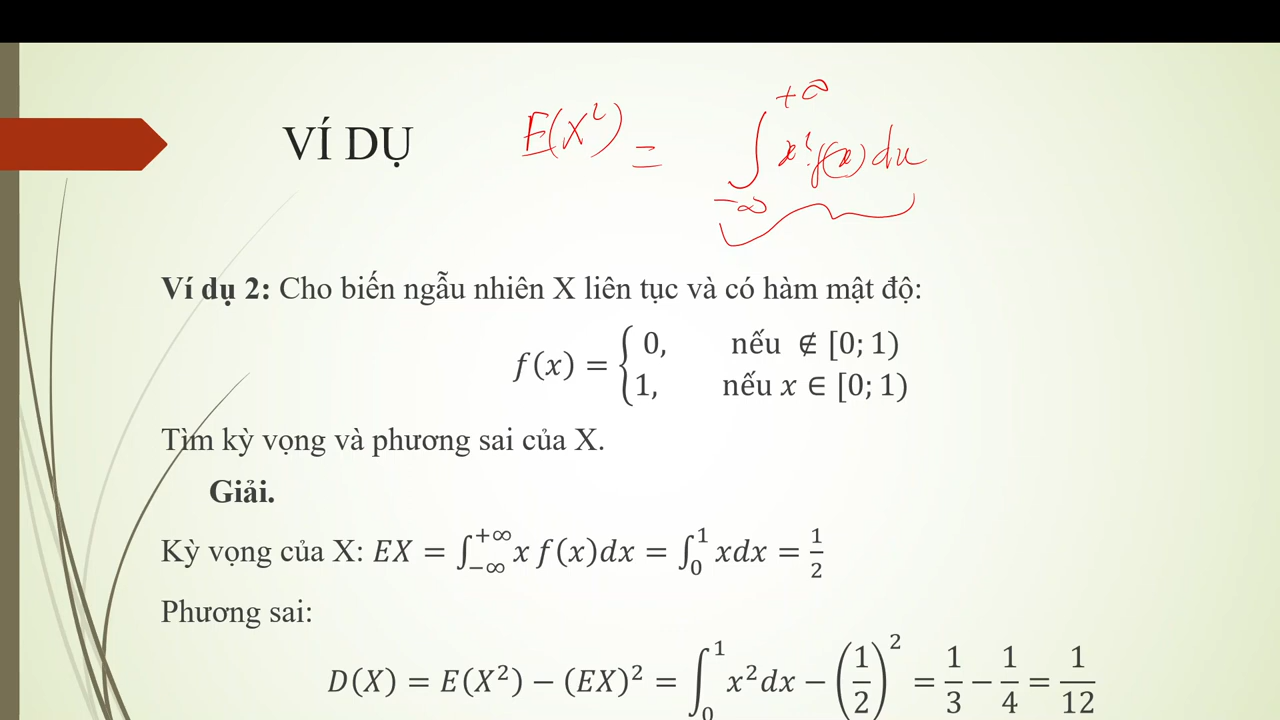 VÍ DỤ
E(X²) = ∫_{-∞}^{+∞} x² f(x) dx
Ví dụ 2: Cho biến ngẫu nhiên X liên tục và có hàm mật độ:
f(x) = { 0, nếu ∉ [0; 1)
1, nếu x ∈ [0; 1)
Tìm kỳ vọng và phương sai của X.
Giải.
Kỳ vọng của X: EX = ∫_{-∞}^{+∞} x f(x)dx = ∫_0^1 xdx = 1/2
Phương sai:
D(X) = E(X²) − (EX)² = ∫_0^1 x²dx − (1/2)² = 1/3 − 1/4 = 1/12